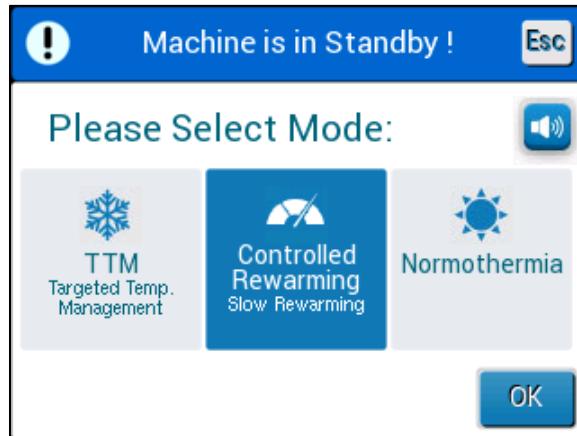 Machine is in Standby !
Esc
Please Select Mode:
TTM
Targeted Temp.
Management
Controlled
Rewarming
Slow Rewarming
Normothermia
OK